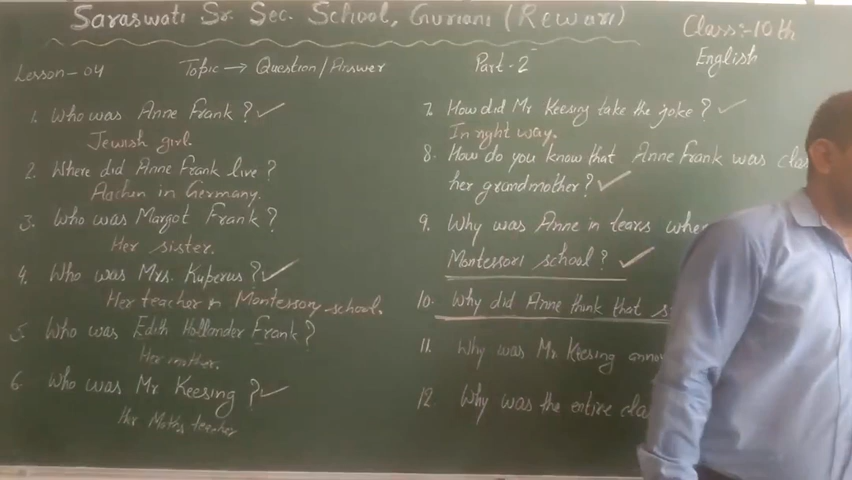 Saraswati Sr. Sec. School, Guriani (Rewari)
Class:-10th
English
Lesson-04
Topic → Question/Answer
Part-2
1. Who was Anne Frank? ✓
Jewish girl.
2. Where did Anne Frank live?
Aachen in Germany.
3. Who was Margot Frank?
Her sister.
4. Who was Mrs. Kuperus? ✓
Her teacher in Montessory school.
5. Who was Edith Hollander Frank?
Her mother.
6. Who was Mr Keesing? ✓
Her Maths teacher
7. How did Mr Keesing take the joke? ✓
In right way.
8. How do you know that Anne Frank was clos
her grandmother? ✓
9. Why was Anne in tears when
Montessori school? ✓
10. Why did Anne think that s
11. Why was Mr Keesing anno
12. Why was the entire cla